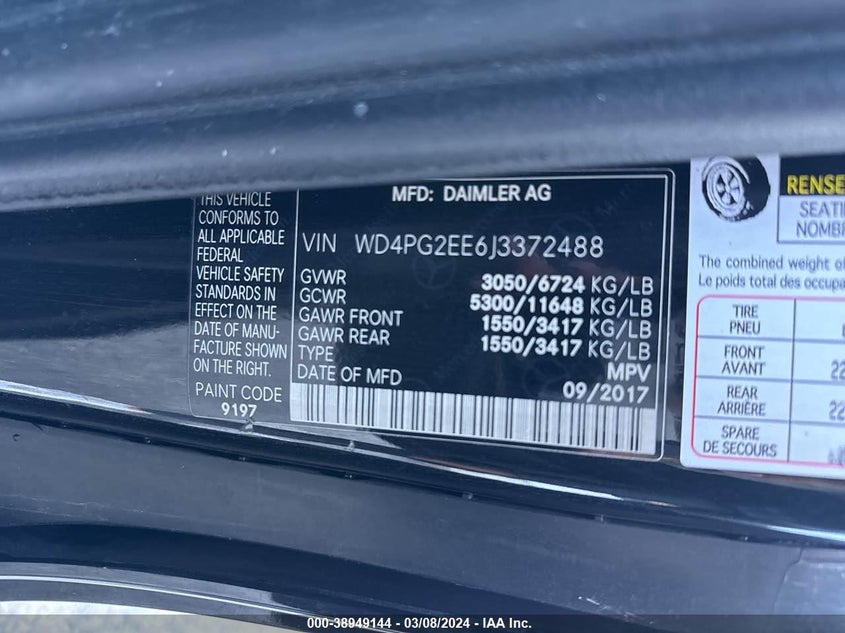 THIS VEHICLE
CONFORMS TO
ALL APPLICABLE
FEDERAL
VEHICLE SAFETY
STANDARDS IN
EFFECT ON THE
DATE OF MANU-
FACTURE SHOWN
ON THE RIGHT.
PAINT CODE
9197
MFD: DAIMLER AG
VIN WD4PG2EE6J3372488
GVWR 3050/6724 KG/LB
GCWR 5300/11648 KG/LB
GAWR FRONT 1550/3417 KG/LB
GAWR REAR 1550/3417 KG/LB
TYPE MPV
DATE OF MFD 09/2017
The combined weight of
Le poids total des occupa
TIRE
PNEU
FRONT
AVANT
REAR
ARRIÈRE
SPARE
DE SECOURS
000-38949144 - 03/08/2024 - IAA Inc.